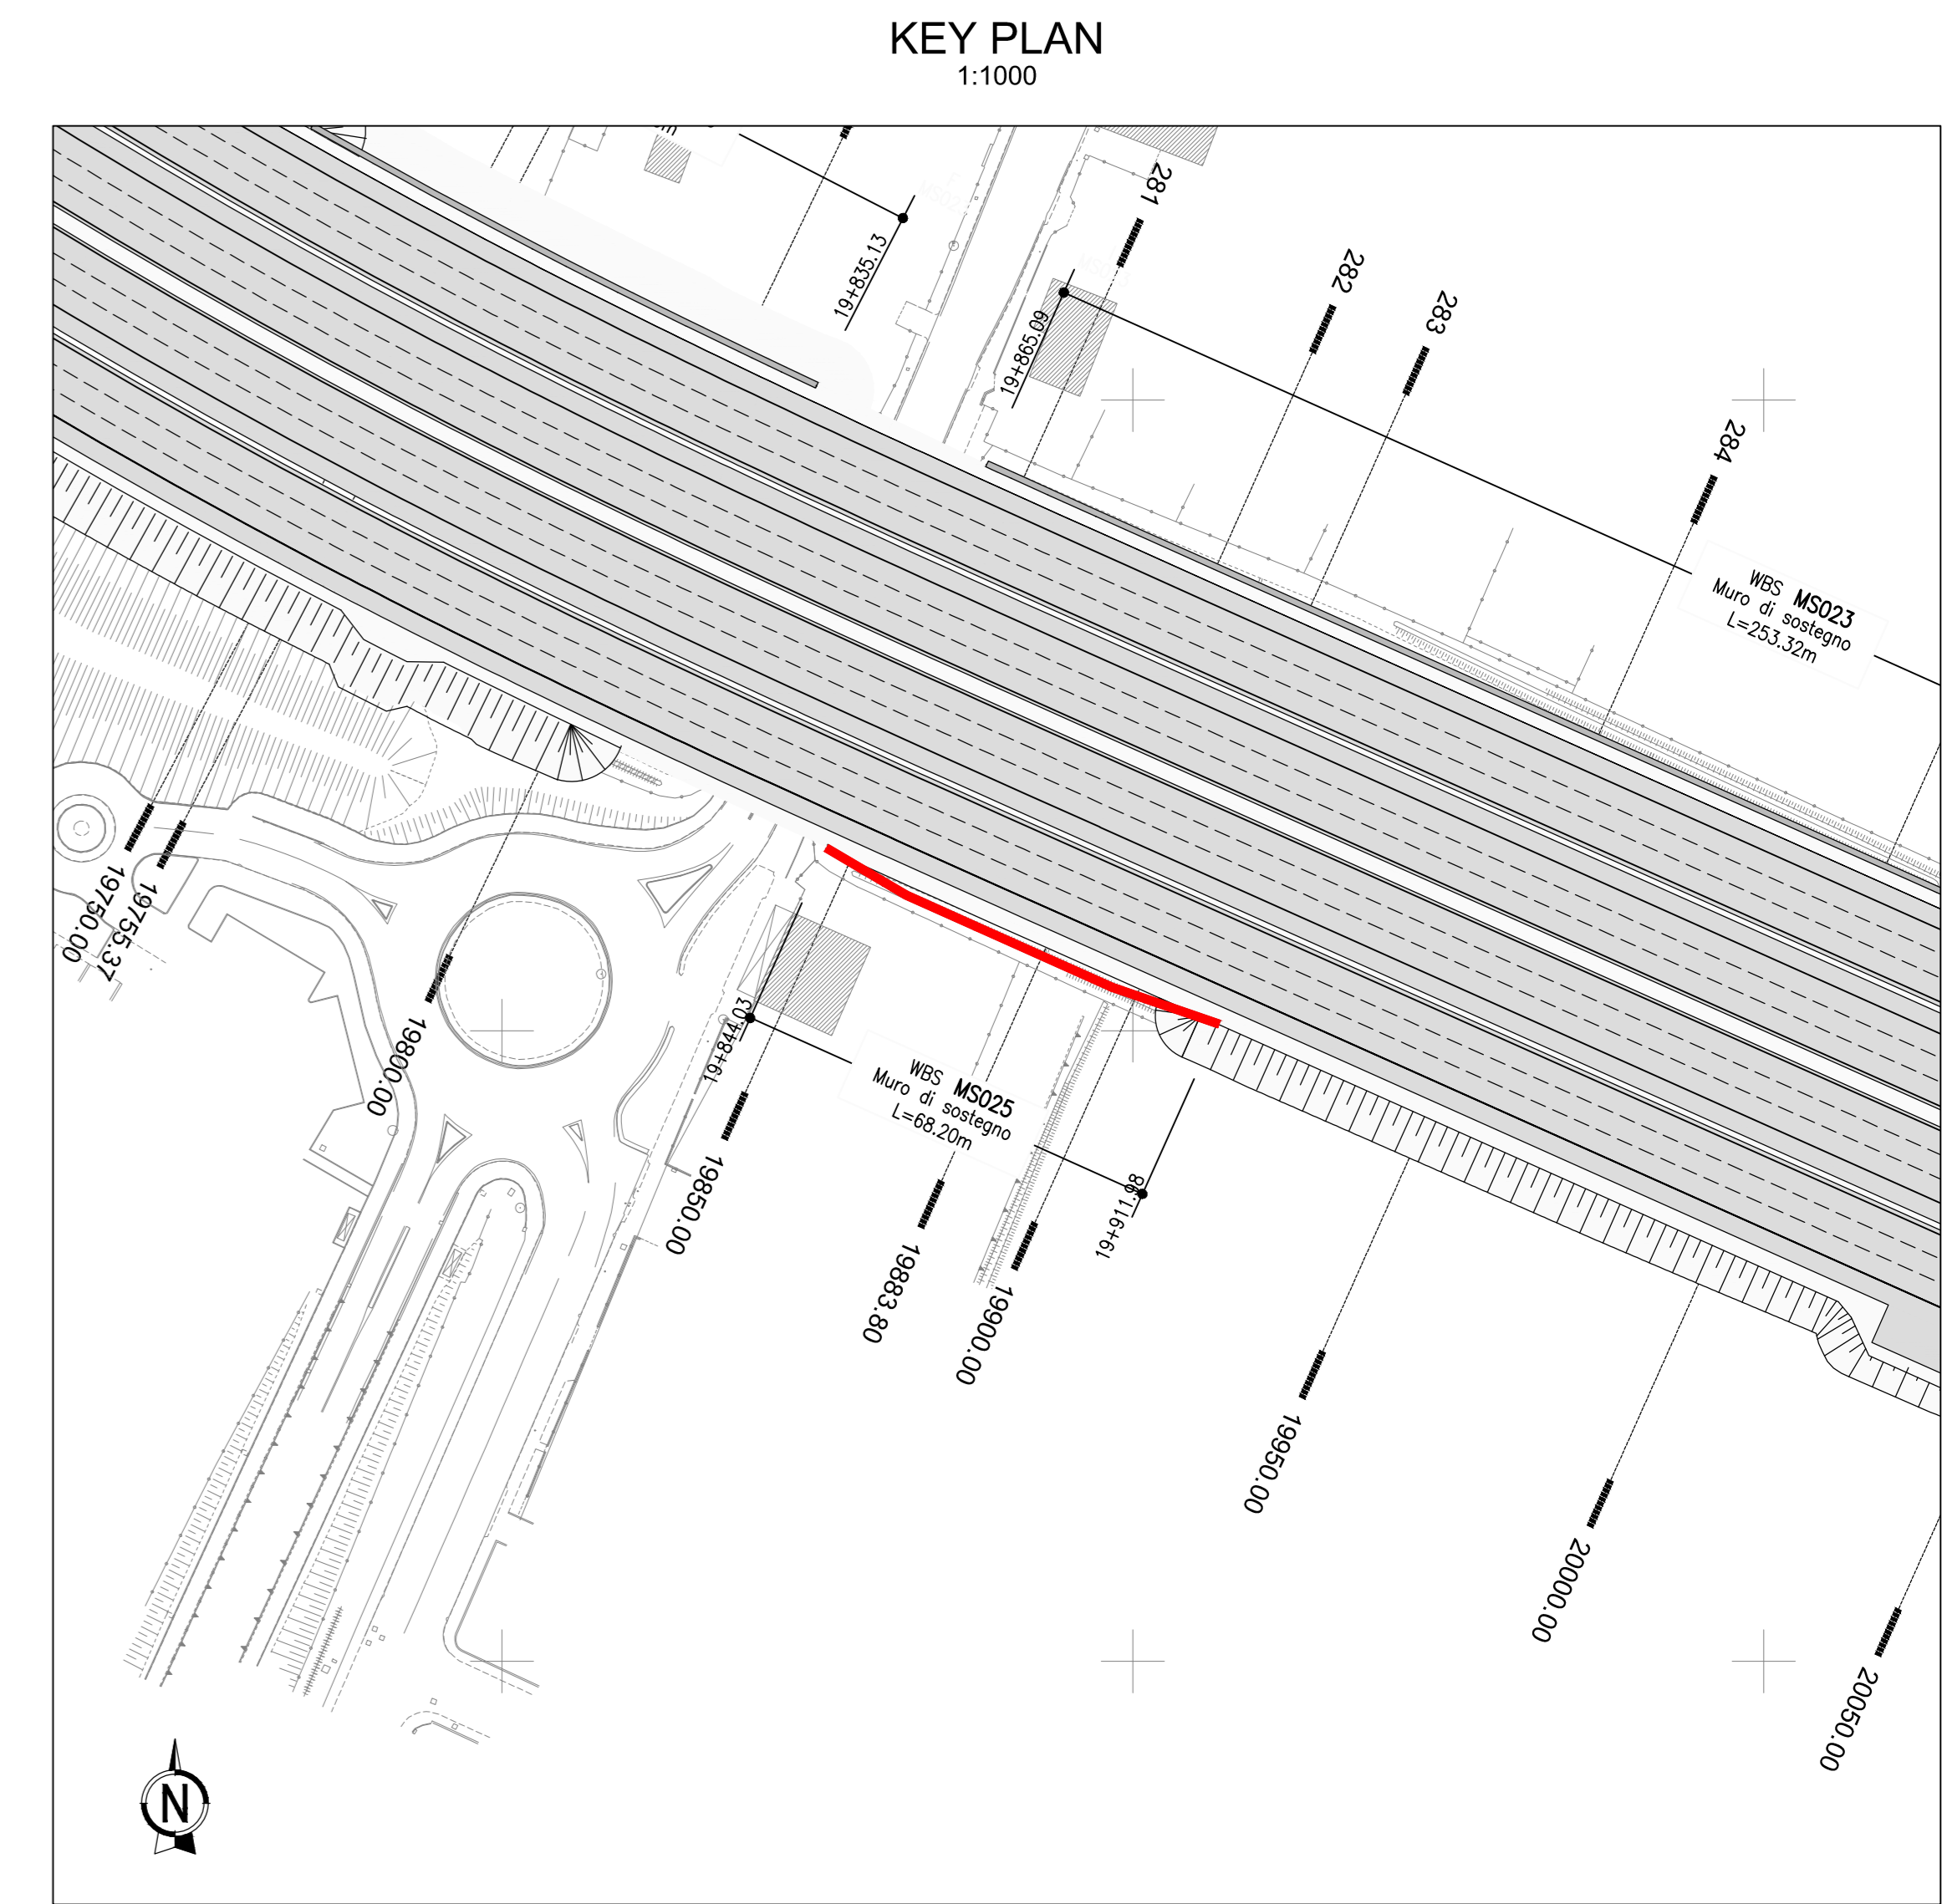 KEY PLAN
1:1000
281
282
283
284
19+835.13
19+865.09
WBS MS023
Muro di sostegno
L=253.32m
19750.00
19755.37
19800.00
19+844.03
19850.00
WBS MS025
Muro di sostegno
L=68.20m
19883.80
19900.00
19+911.98
19950.00
20000.00
20050.00
N